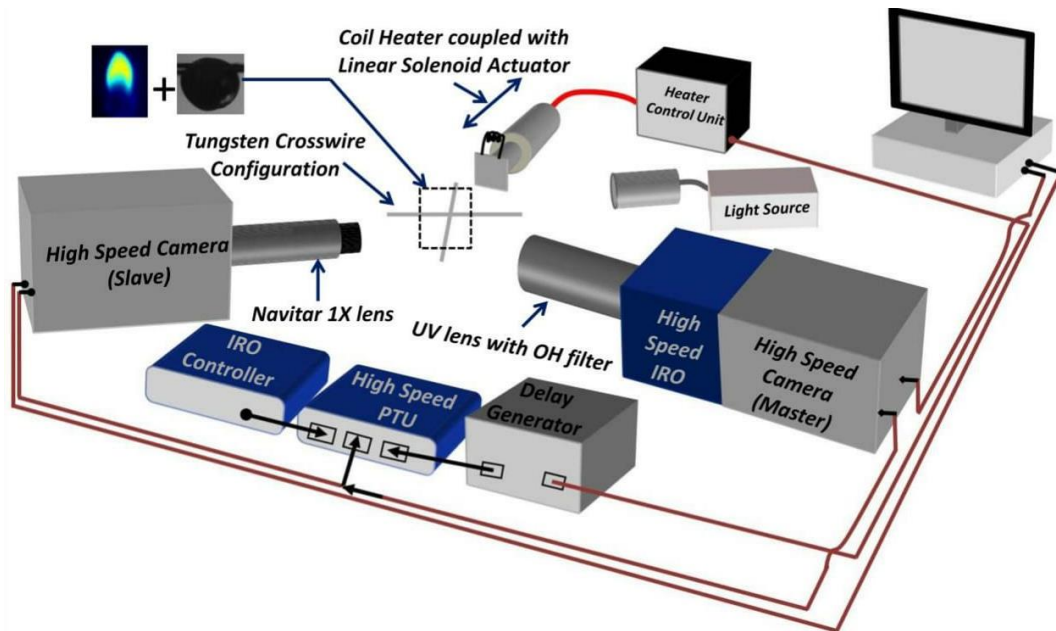 +
Coil Heater coupled with
Linear Solenoid Actuator
Heater
Control Unit
Tungsten Crosswire
Configuration
Light Source
High Speed Camera
(Slave)
Navitar 1X lens
UV lens with OH filter
High
Speed
IRO
High Speed
Camera
(Master)
IRO
Controller
High Speed
PTU
Delay
Generator